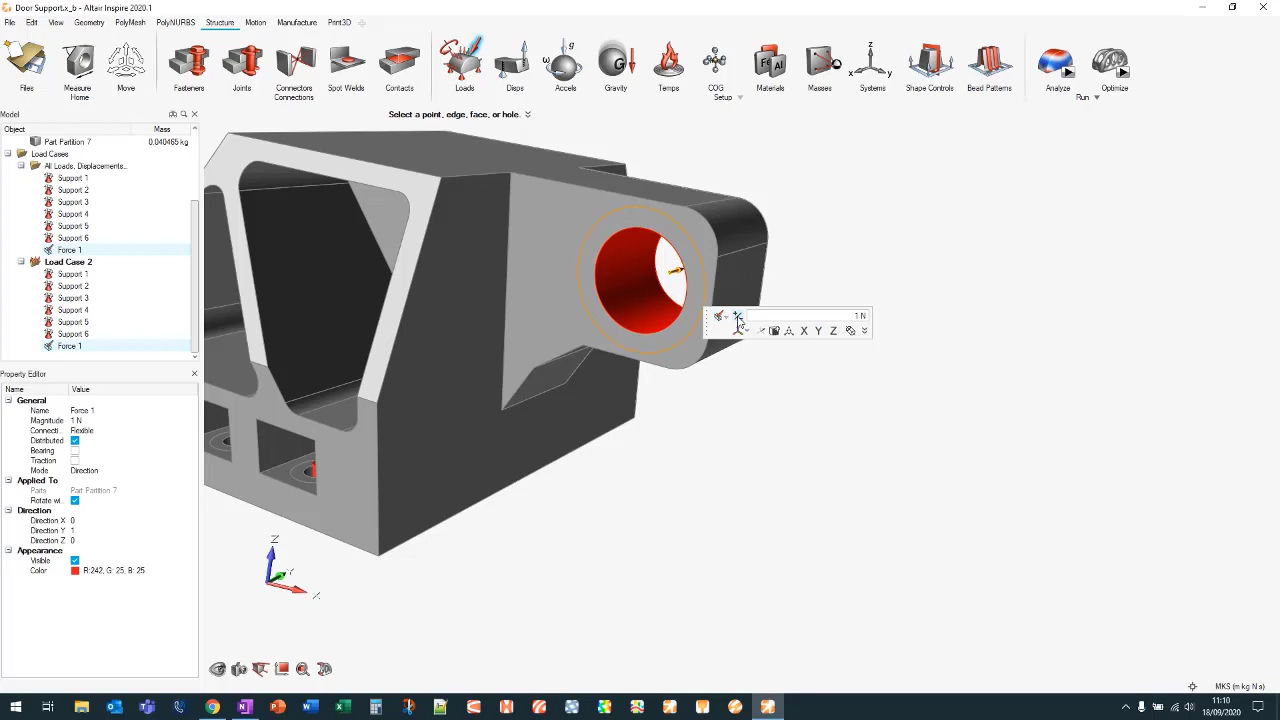 Door Support.x_b - Altair Inspire 2020.1
File Edit View Geometry PolyMesh PolyNURBS Structure Motion Manufacture Print3D
Files Measure Move Fasteners Joints Connectors Spot Welds Contacts Loads Disps Accels Gravity Temps COG Materials Masses Systems Shape Controls Bead Patterns Analyze Optimize
Home Connections Setup Run
Select a point, edge, face, or hole.
Model Browser
Object Mass
Part Partition 7 0.040465 kg
Load Cases
All Loads, Displacements...
Support 1
Support 2
Support 3
Support 4
Support 5
Support 6
Force 1
Load Case 2
Support 1
Support 2
Support 3
Support 4
Support 5
Support 6
Force 1
1 N
X Y Z
Property Editor
Name Value
General
Name Force 1
Magnitude 1 N
Connecti... Flexible
Distributed
Bearing
Traction
Mode Direction
Applied To
Parts Part Partition 7
Rotate wi...
Direction
Direction X 0
Direction Y 1
Direction Z 0
Appearance
Visible
Color R:242, G: 25, B: 25
Z
Y
X
MKS (m kg N s)
11:10
18/09/2020